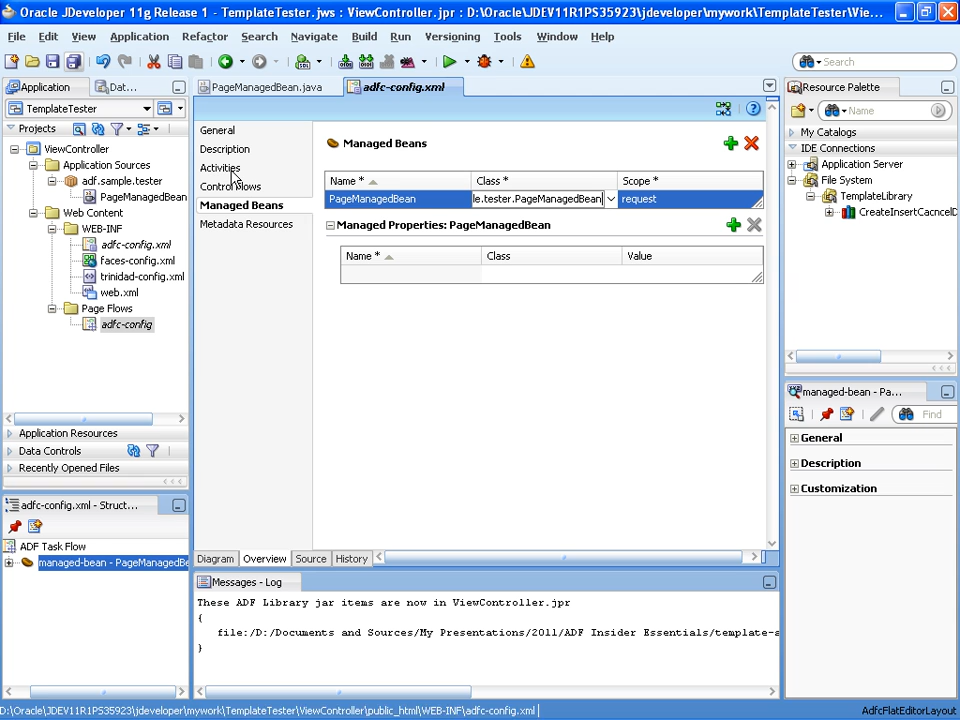 Oracle JDeveloper 11g Release 1 - TemplateTester.jws : ViewController.jpr : D:\Oracle\JDEV11R1PS35923\jdeveloper\mywork\TemplateTester\Vie...
File Edit View Application Refactor Search Navigate Build Run Versioning Tools Window Help
Search
Application
Dat...
TemplateTester
Projects
ViewController
Application Sources
adf.sample.tester
PageManagedBean
Web Content
WEB-INF
adfc-config.xml
faces-config.xml
trinidad-config.xml
web.xml
Page Flows
adfc-config
Application Resources
Data Controls
Recently Opened Files
adfc-config.xml - Struct...
ADF Task Flow
managed-bean - PageManagedBe
PageManagedBean.java
adfc-config.xml
General
Description
Activities
Control Flows
Managed Beans
Metadata Resources
Managed Beans
Name * Class * Scope *
PageManagedBean le.tester.PageManagedBean request
Managed Properties: PageManagedBean
Name * Class Value
Diagram Overview Source History
Messages - Log
These ADF Library jar items are now in ViewController.jpr
{
file:/D:/Documents and Sources/My Presentations/2011/ADF Insider Essentials/template-a
}
Resource Palette
Name
My Catalogs
IDE Connections
Application Server
File System
TemplateLibrary
CreateInsertCacncelD
managed-bean - Pa...
Find
General
Description
Customization
D:\Oracle\JDEV11R1PS35923\jdeveloper\mywork\TemplateTester\ViewController\public_html\WEB-INF\adfc-config.xml
AdfcFlatEditorLayout